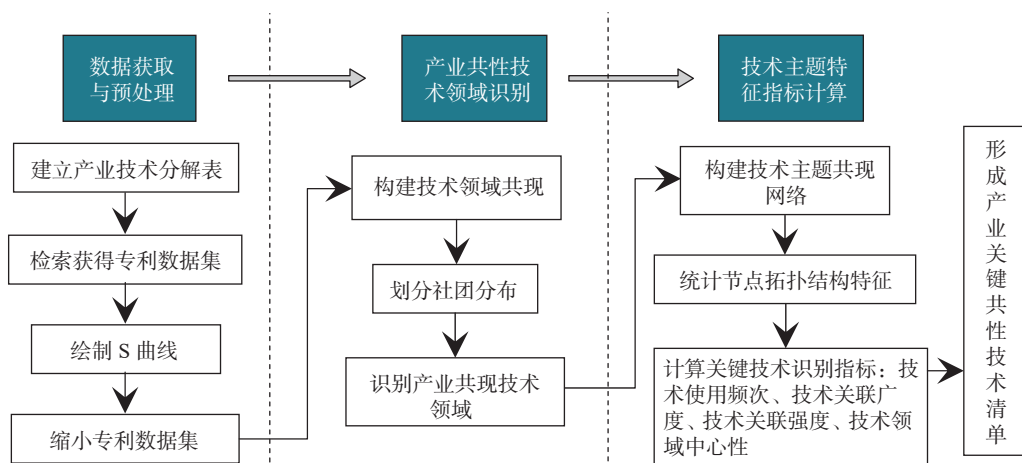 数据获取
与预处理
产业共性技
术领域识别
技术主题特
征指标计算
建立产业技术分解表
检索获得专利数据集
绘制 S 曲线
缩小专利数据集
构建技术领域共现
划分社团分布
识别产业共现技术
领域
构建技术主题共现
网络
统计节点拓扑结构特征
计算关键技术识别指标：技
术使用频次、技术关联广
度、技术关联强度、技术领
域中心性
形成产业关键共性技术清单